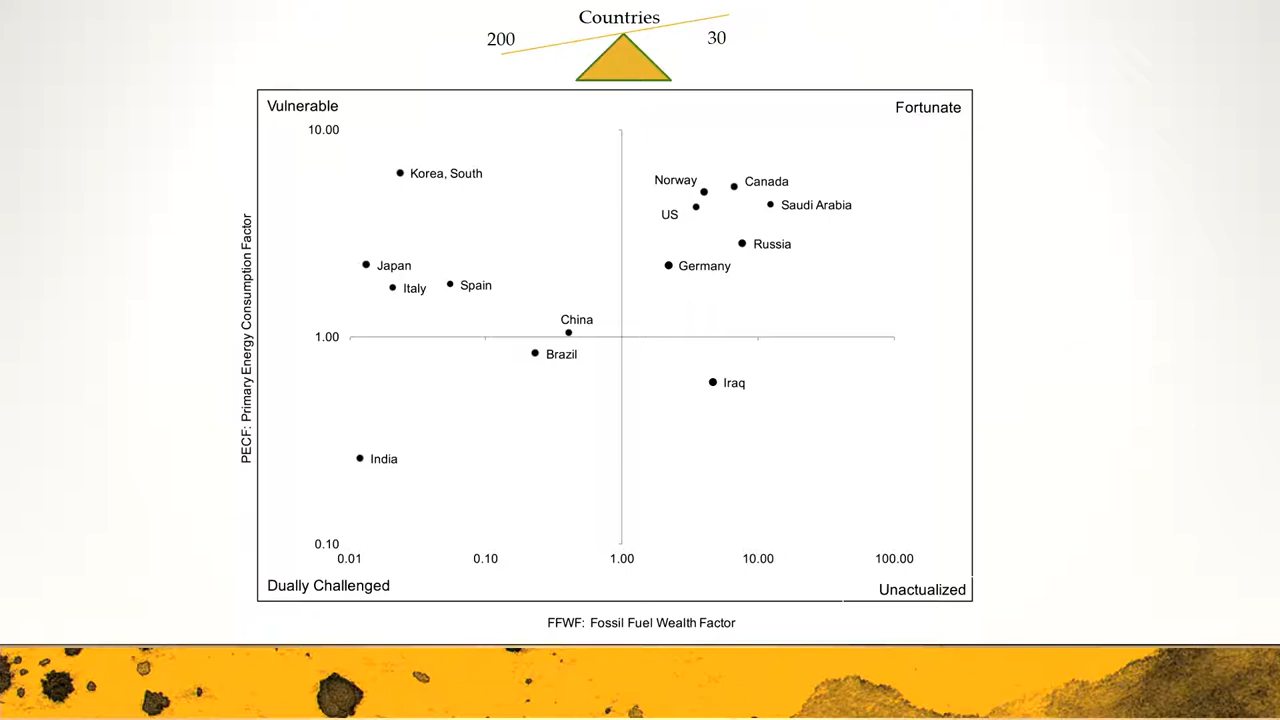 Countries
200
30
Vulnerable
Fortunate
10.00
Korea, South
Norway
Canada
US
Saudi Arabia
Russia
Japan
Germany
Italy
Spain
China
1.00
Brazil
Iraq
India
PECF: Primary Energy Consumption Factor
0.10
0.01
0.10
1.00
10.00
100.00
Dually Challenged
Unactualized
FFWF: Fossil Fuel Wealth Factor